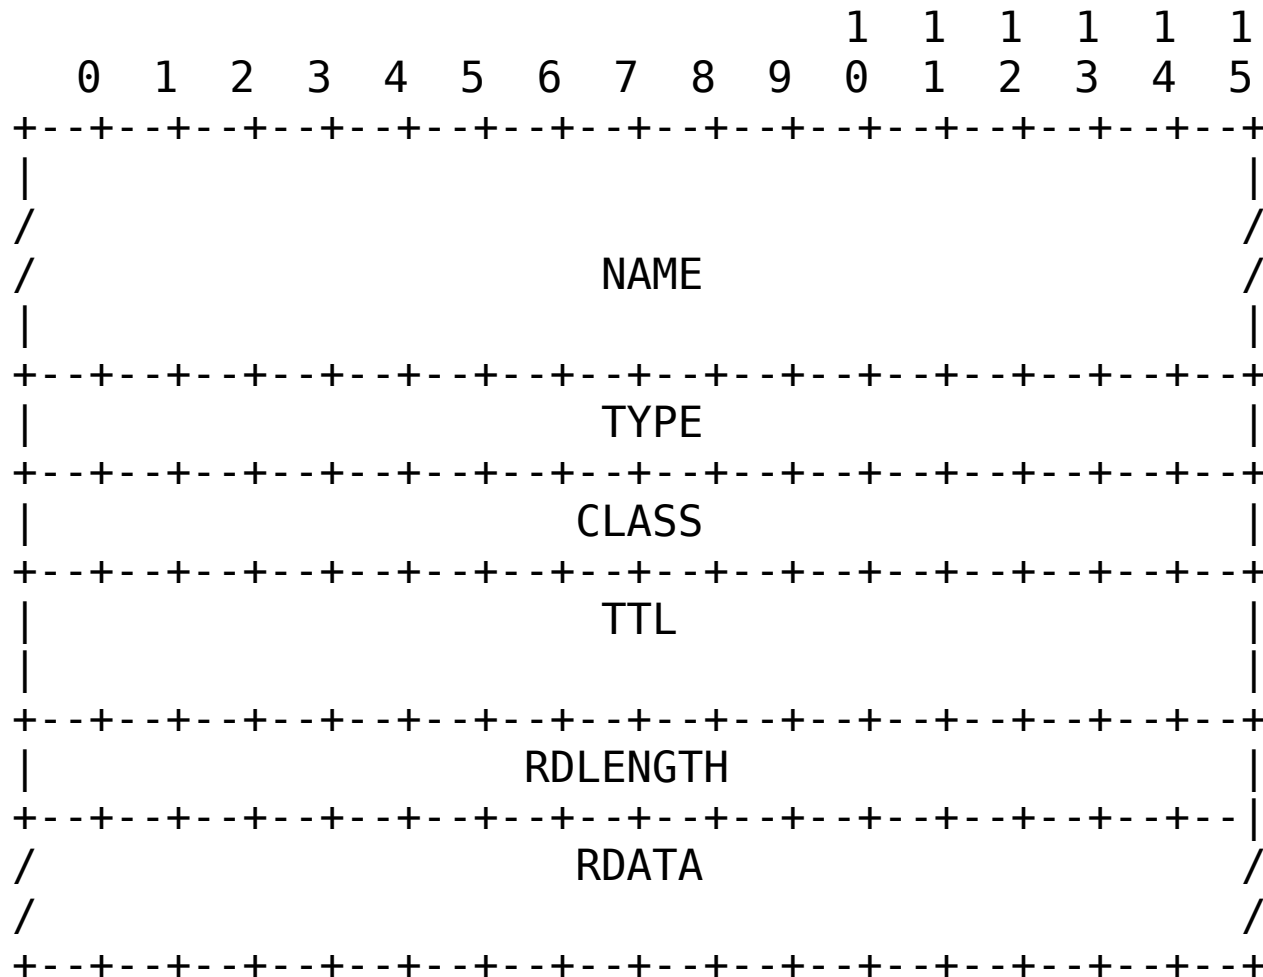 1  1  1  1  1  1
   0  1  2  3  4  5  6  7  8  9  0  1  2  3  4  5
+--+--+--+--+--+--+--+--+--+--+--+--+--+--+--+--+
|                                                |
/                                                /
/                      NAME                      /
|                                                |
+--+--+--+--+--+--+--+--+--+--+--+--+--+--+--+--+
|                      TYPE                      |
+--+--+--+--+--+--+--+--+--+--+--+--+--+--+--+--+
|                     CLASS                      |
+--+--+--+--+--+--+--+--+--+--+--+--+--+--+--+--+
|                      TTL                       |
|                                                |
+--+--+--+--+--+--+--+--+--+--+--+--+--+--+--+--+
|                   RDLENGTH                     |
+--+--+--+--+--+--+--+--+--+--+--+--+--+--+--+--|
/                     RDATA                      /
/                                                /
+--+--+--+--+--+--+--+--+--+--+--+--+--+--+--+--+